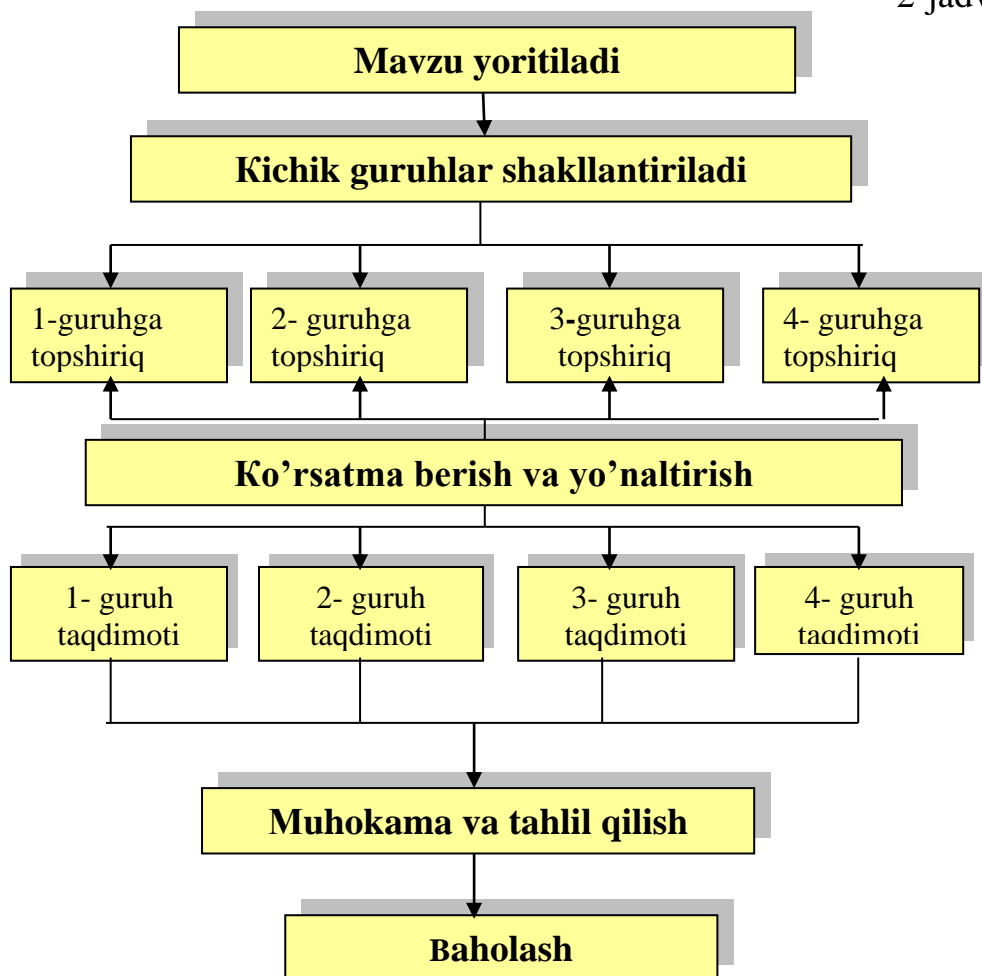 Mavzu yoritiladi
Kichik guruhlar shakllantiriladi
1-guruhga
topshiriq
2- guruhga
topshiriq
3-guruhga
topshiriq
4- guruhga
topshiriq
Ko’rsatma berish va yo’naltirish
1- guruh
taqdimoti
2- guruh
taqdimoti
3- guruh
taqdimoti
4- guruh
taqdimoti
Muhokama va tahlil qilish
Baholash